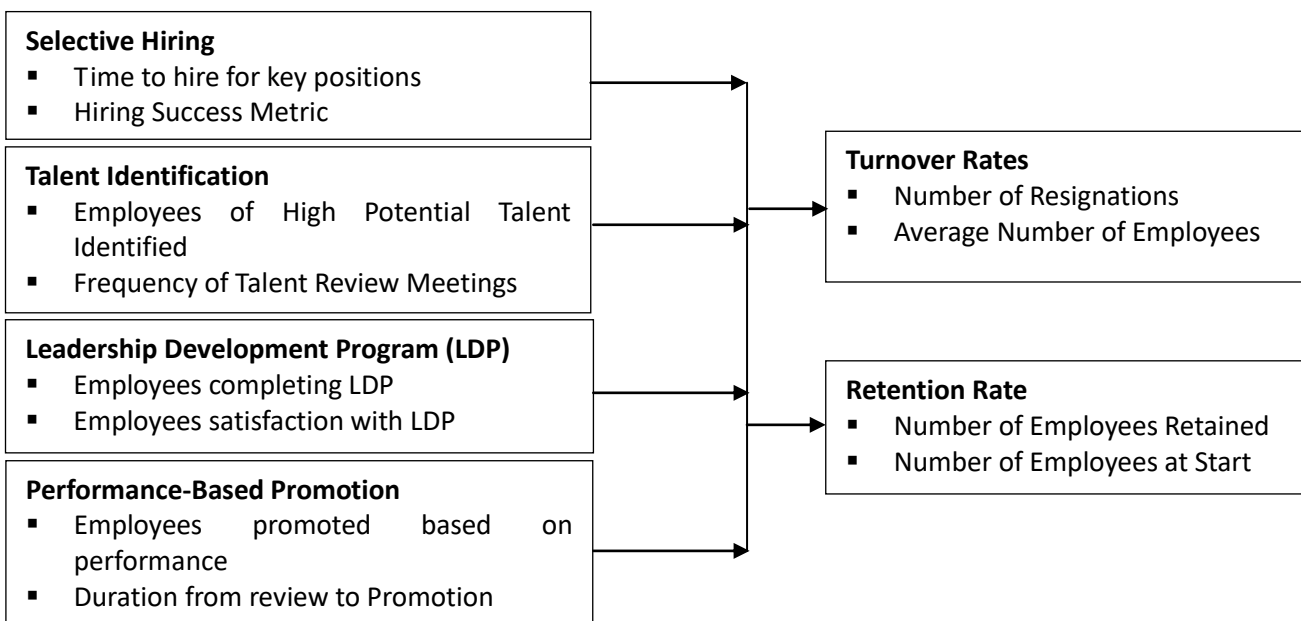 Selective Hiring
▪ Time to hire for key positions
▪ Hiring Success Metric
Talent Identification
▪ Employees of High Potential Talent
Identified
▪ Frequency of Talent Review Meetings
Leadership Development Program (LDP)
▪ Employees completing LDP
▪ Employees satisfaction with LDP
Performance-Based Promotion
▪ Employees promoted based on
performance
▪ Duration from review to Promotion
Turnover Rates
▪ Number of Resignations
▪ Average Number of Employees
Retention Rate
▪ Number of Employees Retained
▪ Number of Employees at Start